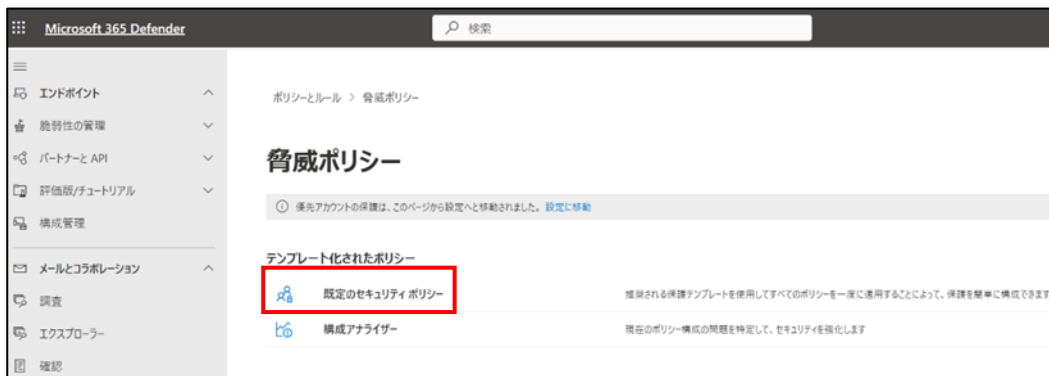 Microsoft 365 Defender
検索
エンドポイント
脆弱性の管理
パートナーと API
評価版/チュートリアル
構成管理
メールとコラボレーション
調査
エクスプローラー
確認
ポリシーとルール > 脅威ポリシー
脅威ポリシー
優先アカウントの保護は、このページから設定へと移動されました。 設定に移動
テンプレート化されたポリシー
既定のセキュリティ ポリシー
推奨される保護テンプレートを使用してすべてのポリシーを一度に適用することによって、保護を簡単に構成できます
構成アナライザー
現在のポリシー構成の問題を特定して、セキュリティを強化します